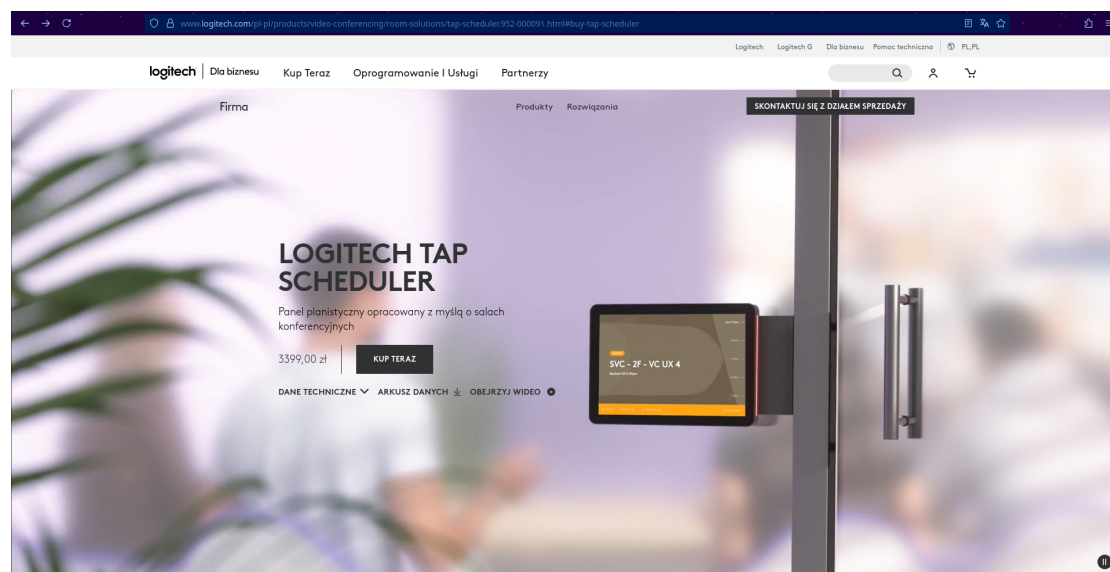 www.logitech.com/pl-pl/products/video-conferencing/room-solutions/tap-scheduler.952-000091.html#buy-tap-scheduler
Logitech Logitech G Dla biznesu Pomoc techniczna PL,PL
logitech Dla biznesu Kup Teraz Oprogramowanie I Usługi Partnerzy
Firma Produkty Rozwiązania SKONTAKTUJ SIĘ Z DZIAŁEM SPRZEDAŻY
LOGITECH TAP
SCHEDULER
Panel planistyczny opracowany z myślą o salach
konferencyjnych
3399,00 zł KUP TERAZ
DANE TECHNICZNE ARKUSZ DANYCH OBEJRZYJ WIDEO
SVC - 2F - VC UX 4